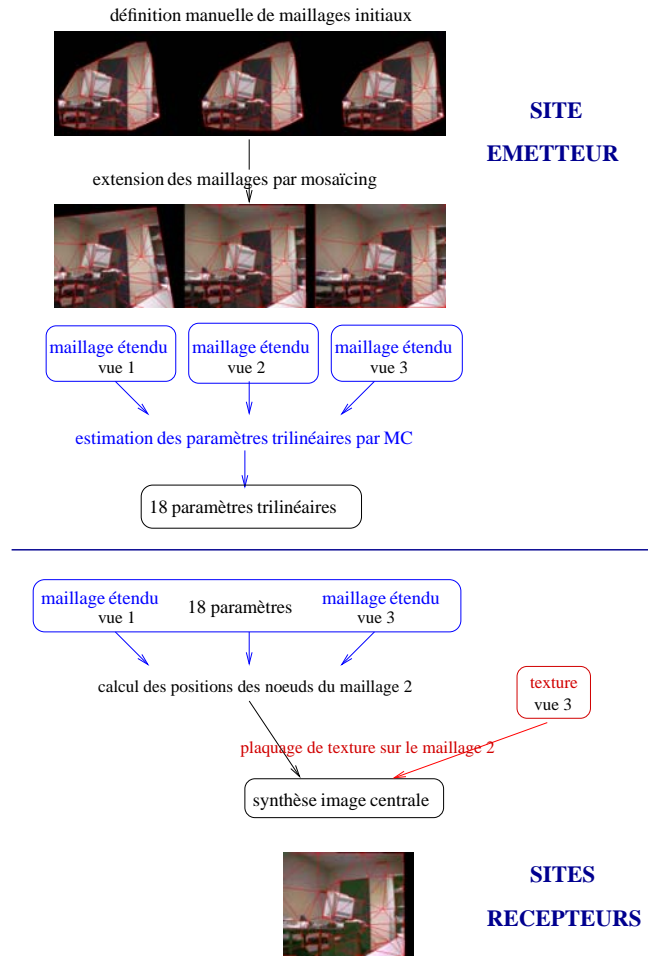 définition manuelle de maillages initiaux
SITE
EMETTEUR
extension des maillages par mosaïcing
maillage étendu
vue 1
maillage étendu
vue 2
maillage étendu
vue 3
estimation des paramètres trilinéaires par MC
18 paramètres trilinéaires
maillage étendu
vue 1
18 paramètres
maillage étendu
vue 3
calcul des positions des noeuds du maillage 2
texture
vue 3
plaquage de texture sur le maillage 2
synthèse image centrale
SITES
RECEPTEURS